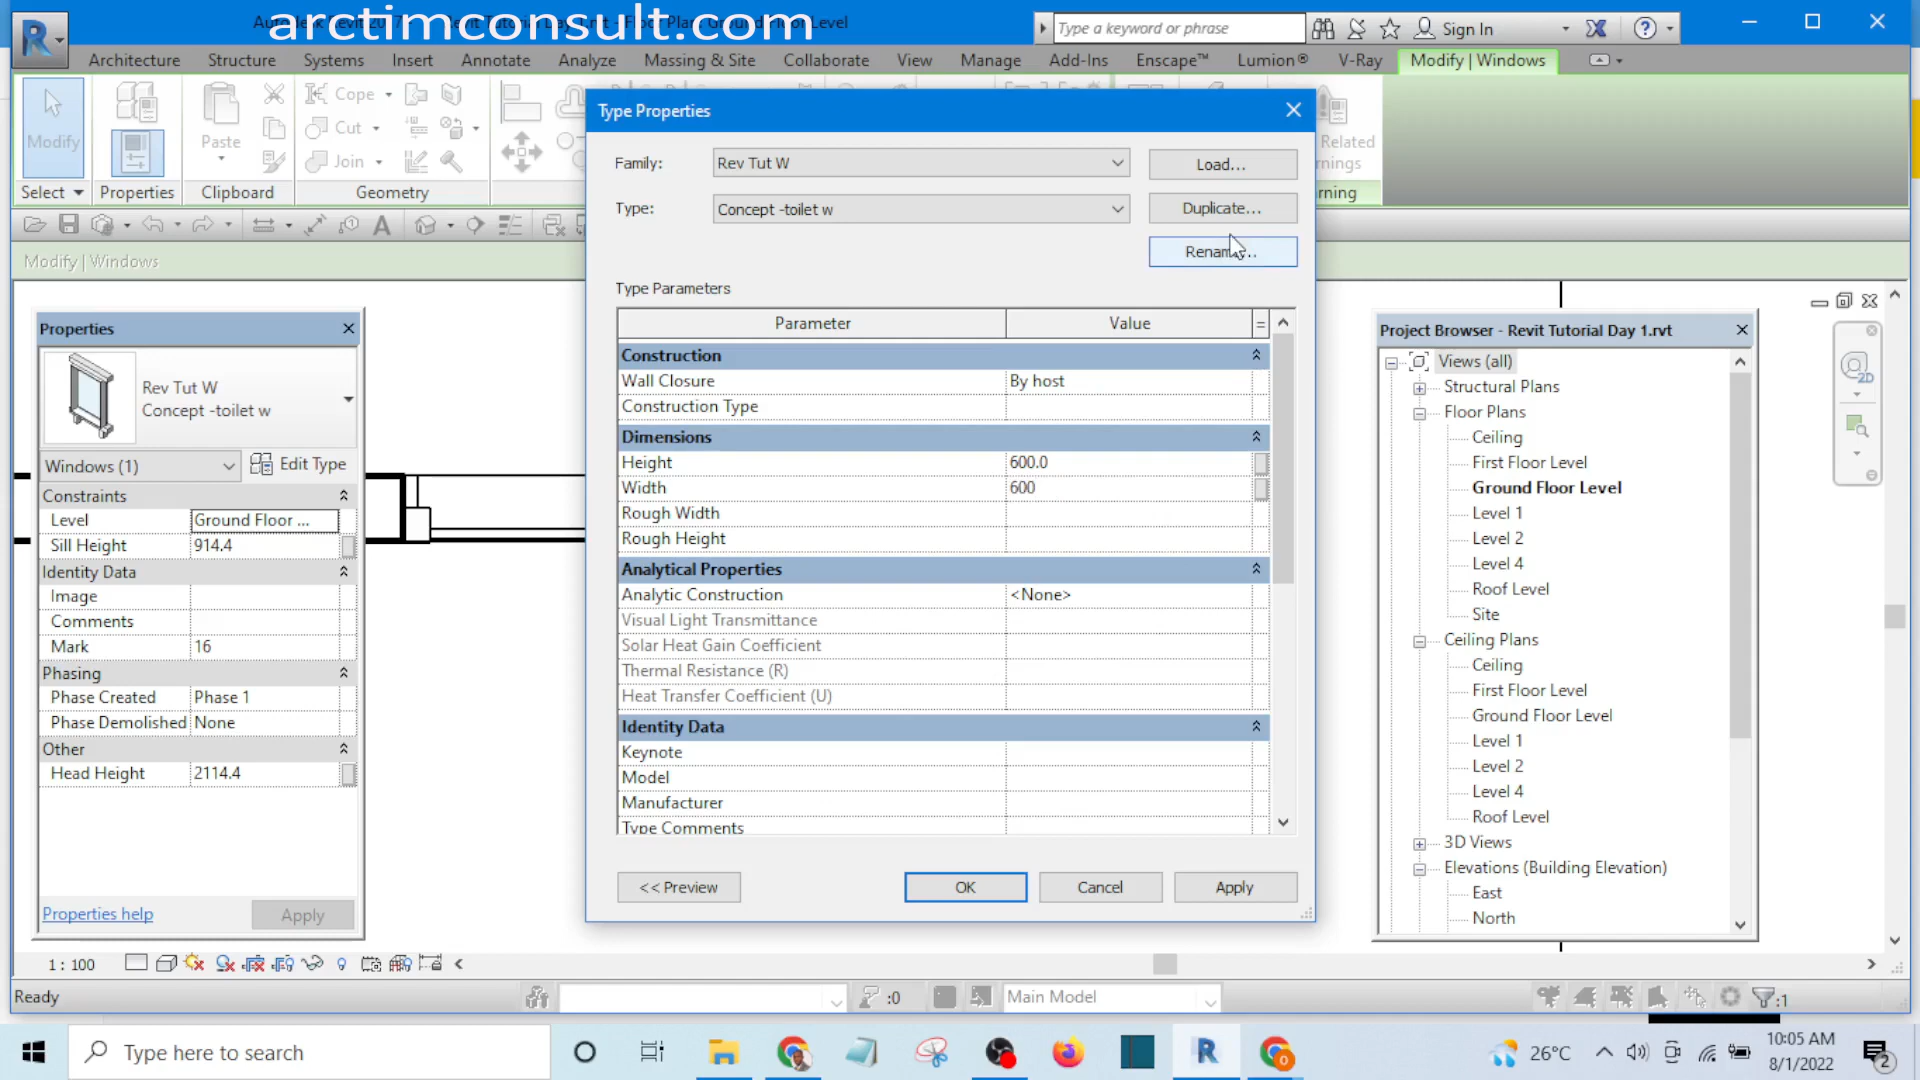 arctimconsult.com
Type a keyword or phrase
Sign In
Architecture Structure Systems Insert Annotate Analyze Massing & Site Collaborate View Manage Add-Ins Enscape™ Lumion® V-Ray Modify | Windows
Modify
Paste
Cope
Cut
Join
Related
Select Properties Clipboard Geometry
Modify | Windows
Type Properties
Family: Rev Tut W Load...
Type: Concept -toilet w Duplicate...
Rename...
Type Parameters
Parameter Value =
Construction
Wall Closure By host
Construction Type
Dimensions
Height 600.0
Width 600
Rough Width
Rough Height
Analytical Properties
Analytic Construction <None>
Visual Light Transmittance
Solar Heat Gain Coefficient
Thermal Resistance (R)
Heat Transfer Coefficient (U)
Identity Data
Keynote
Model
Manufacturer
Type Comments
<< Preview OK Cancel Apply
Properties
Rev Tut W
Concept -toilet w
Windows (1) Edit Type
Constraints
Level Ground Floor ...
Sill Height 914.4
Identity Data
Image
Comments
Mark 16
Phasing
Phase Created Phase 1
Phase Demolished None
Other
Head Height 2114.4
Properties help Apply
Project Browser - Revit Tutorial Day 1.rvt
Views (all)
Structural Plans
Floor Plans
Ceiling
First Floor Level
Ground Floor Level
Level 1
Level 2
Level 4
Roof Level
Site
Ceiling Plans
Ceiling
First Floor Level
Ground Floor Level
Level 1
Level 2
Level 4
Roof Level
3D Views
Elevations (Building Elevation)
East
North
2D
1 : 100
Ready :0 Main Model :1
Type here to search
26°C
10:05 AM
8/1/2022
2